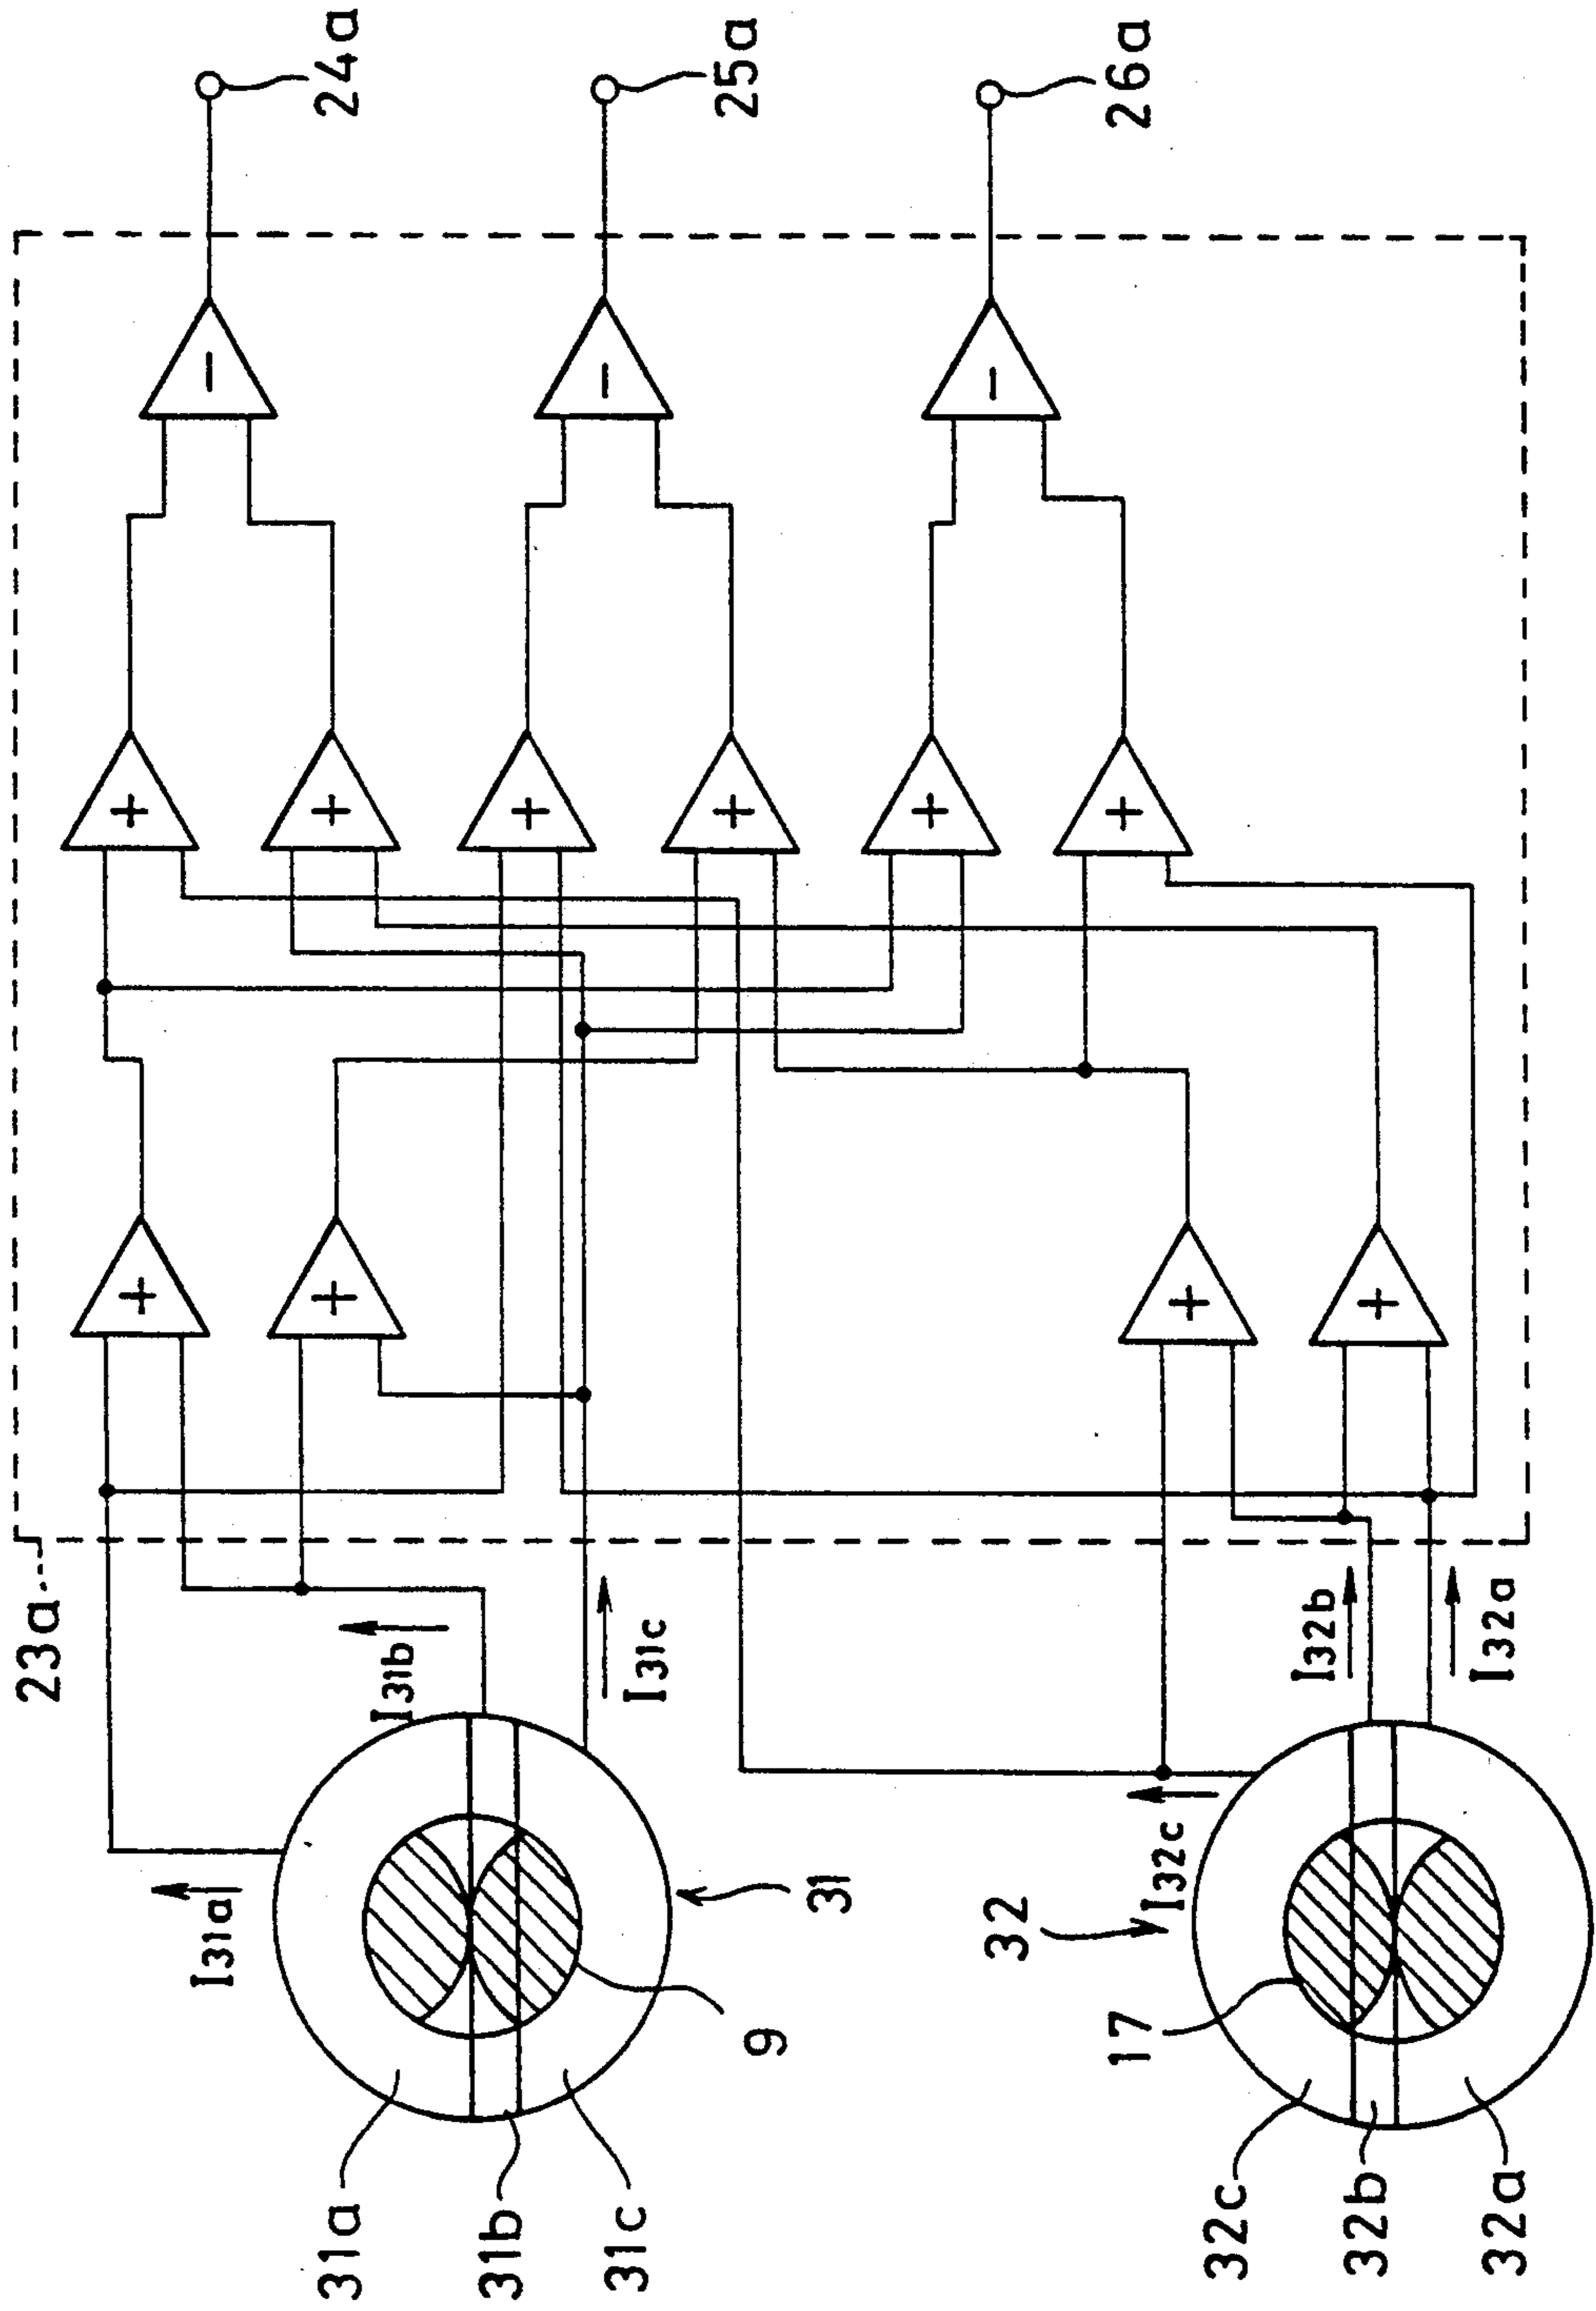 23a
24a
25a
26a
+
+
+
+
+
+
+
+
+
+
−
−
−
I31a
I31b
I31c
I32c
I32b
I32a
31
32
9
17
31a
31b
31c
32c
32b
32a